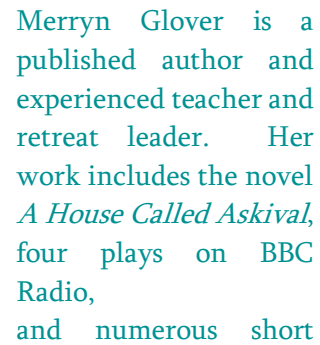 Merryn Glover is a
published author and
experienced teacher and
retreat leader. Her
work includes the novel
A House Called Askival,
four plays on BBC
Radio,
and numerous short